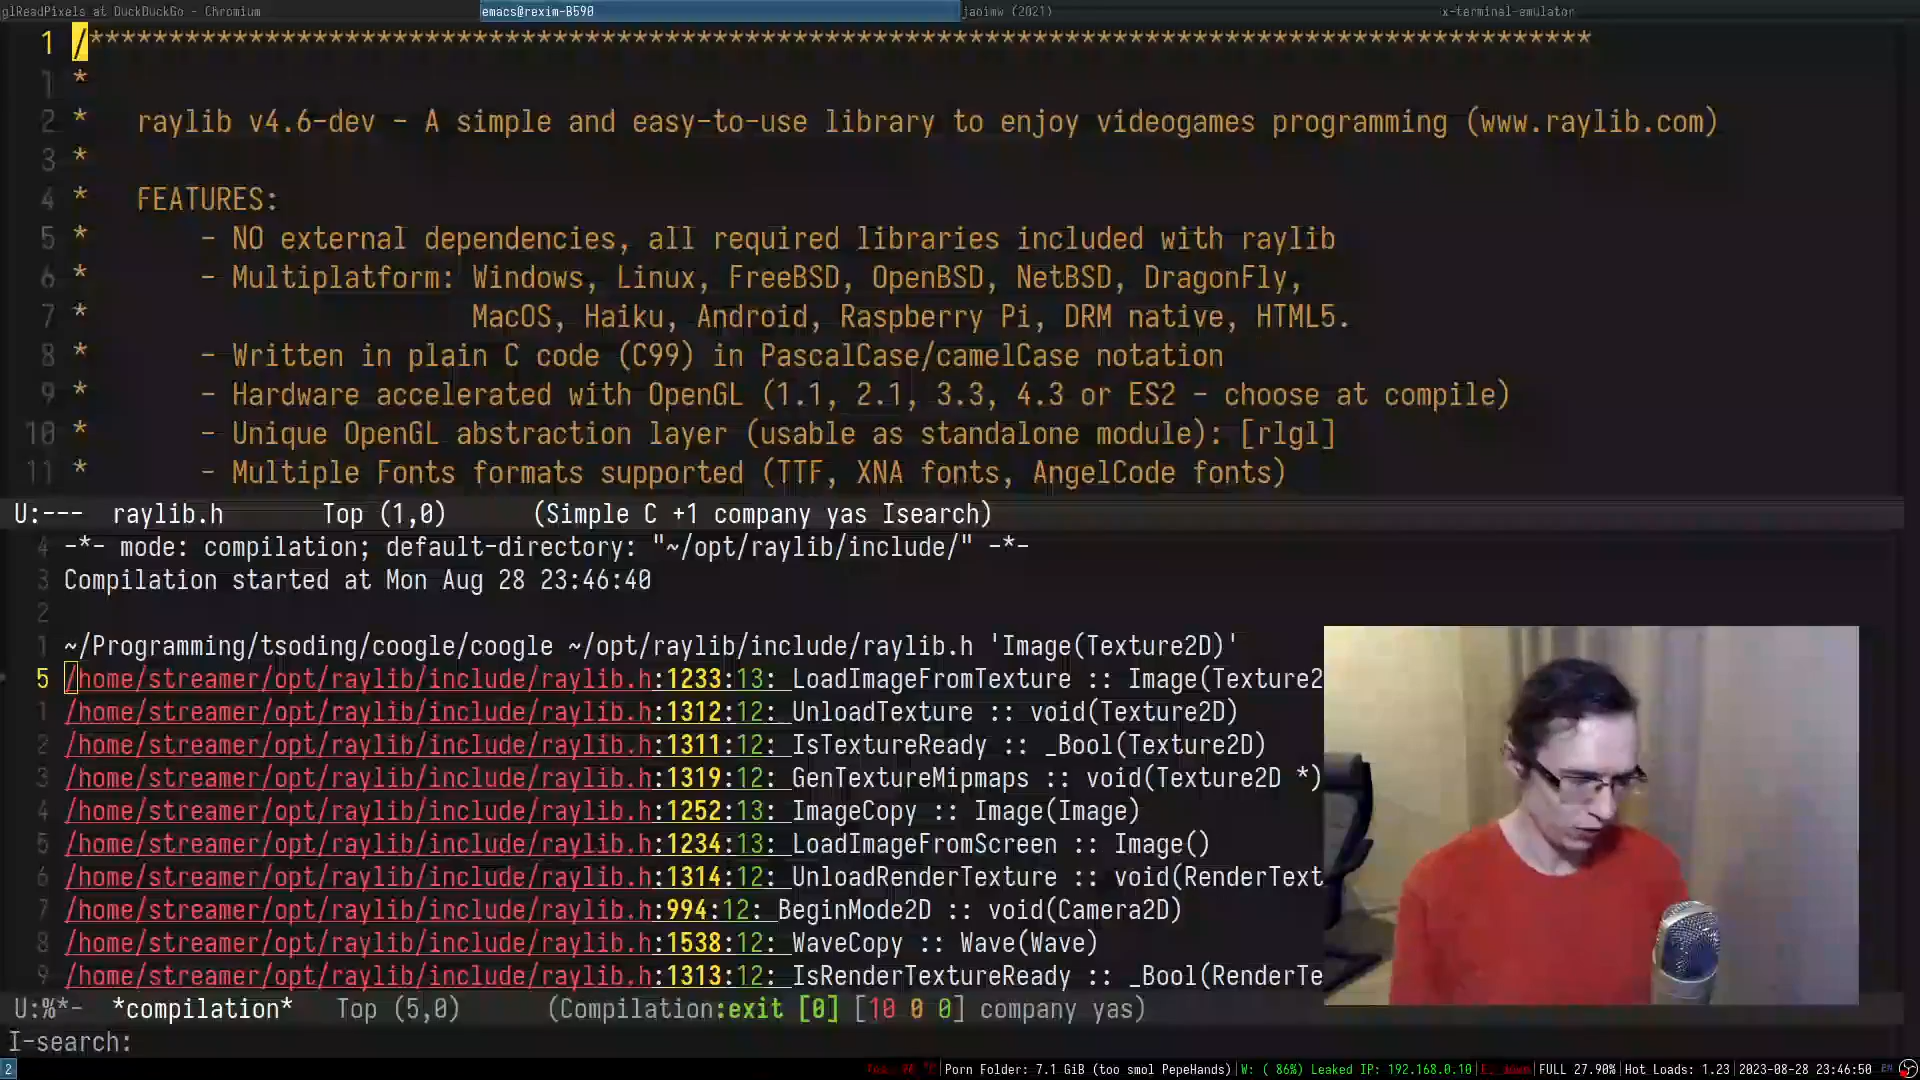 glReadPixels at DuckDuckGo - Chromium
emacs@rexim-B590
jaoimw (2021)
x-terminal-emulator
1 /**********************************************************************************************
1 *
2 *   raylib v4.6-dev - A simple and easy-to-use library to enjoy videogames programming (www.raylib.com)
3 *
4 *   FEATURES:
5 *       - NO external dependencies, all required libraries included with raylib
6 *       - Multiplatform: Windows, Linux, FreeBSD, OpenBSD, NetBSD, DragonFly,
7 *                        MacOS, Haiku, Android, Raspberry Pi, DRM native, HTML5.
8 *       - Written in plain C code (C99) in PascalCase/camelCase notation
9 *       - Hardware accelerated with OpenGL (1.1, 2.1, 3.3, 4.3 or ES2 - choose at compile)
10 *       - Unique OpenGL abstraction layer (usable as standalone module): [rlgl]
11 *       - Multiple Fonts formats supported (TTF, XNA fonts, AngelCode fonts)
U:---  raylib.h       Top (1,0)      (Simple C +1 company yas Isearch)
4 -*- mode: compilation; default-directory: "~/opt/raylib/include/" -*-
3 Compilation started at Mon Aug 28 23:46:40
2
1 ~/Programming/tsoding/coogle/coogle ~/opt/raylib/include/raylib.h 'Image(Texture2D)'
5 /home/streamer/opt/raylib/include/raylib.h:1233:13: LoadImageFromTexture :: Image(Texture2
1 /home/streamer/opt/raylib/include/raylib.h:1312:12: UnloadTexture :: void(Texture2D)
2 /home/streamer/opt/raylib/include/raylib.h:1311:12: IsTextureReady :: _Bool(Texture2D)
3 /home/streamer/opt/raylib/include/raylib.h:1319:12: GenTextureMipmaps :: void(Texture2D *)
4 /home/streamer/opt/raylib/include/raylib.h:1252:13: ImageCopy :: Image(Image)
5 /home/streamer/opt/raylib/include/raylib.h:1234:13: LoadImageFromScreen :: Image()
6 /home/streamer/opt/raylib/include/raylib.h:1314:12: UnloadRenderTexture :: void(RenderText
7 /home/streamer/opt/raylib/include/raylib.h:994:12: BeginMode2D :: void(Camera2D)
8 /home/streamer/opt/raylib/include/raylib.h:1538:12: WaveCopy :: Wave(Wave)
9 /home/streamer/opt/raylib/include/raylib.h:1313:12: IsRenderTextureReady :: _Bool(RenderTe
U:%*-  *compilation*   Top (5,0)      (Compilation:exit [0] [10 0 0] company yas)
I-search:
2
Porn Folder: 7.1 GiB (too smol PepeHands)|W: ( 86%) Leaked IP: 192.168.0.10|E: down|FULL 27.90%|Hot Loads: 1.23|2023-08-28 23:46:50 EN